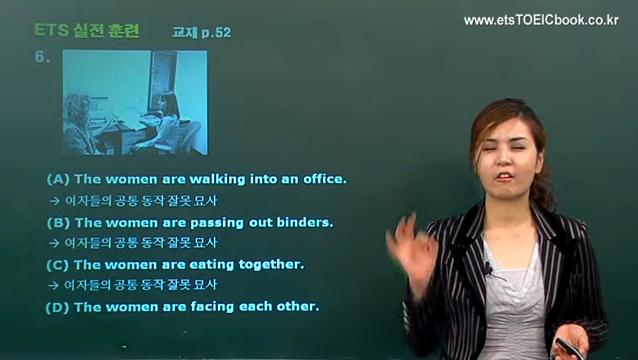 www.etsTOEICbook.co.kr
ETS 실전 훈련 교재 p.52
6.
(A) The women are walking into an office.
→ 여자들의 공통 동작 잘못 묘사
(B) The women are passing out binders.
→ 여자들의 공통 동작 잘못 묘사
(C) The women are eating together.
→ 여자들의 공통 동작 잘못 묘사
(D) The women are facing each other.